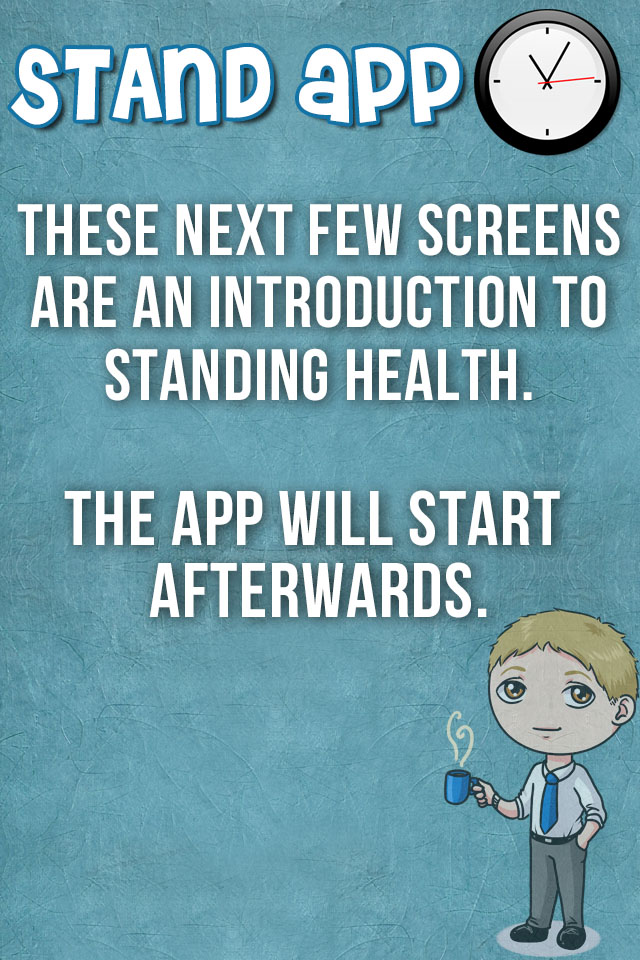 STAND APP
THESE NEXT FEW SCREENS
ARE AN INTRODUCTION TO
STANDING HEALTH.
THE APP WILL START
AFTERWARDS.